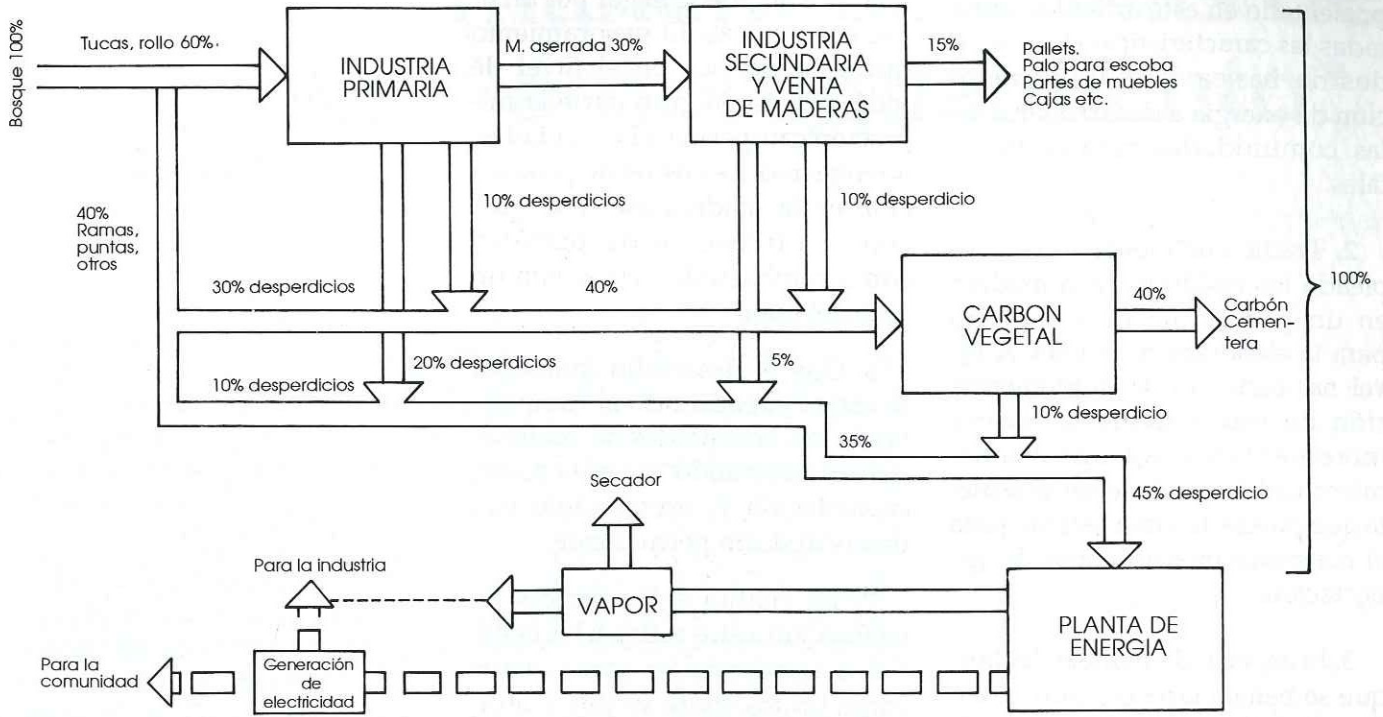 Bosque 100%
Tucas, rollo 60%.
INDUSTRIA
PRIMARIA
M. aserrada 30%
INDUSTRIA
SECUNDARIA
Y VENTA
DE MADERAS
15%
Pallets.
Palo para escoba
Partes de muebles
Cajas etc.
40%
Ramas,
puntas,
otros
10% desperdicios
10% desperdicio
30% desperdicios
40%
CARBON
VEGETAL
40%
Carbón
Cemen-
tera
100%
10% desperdicios
20% desperdicios
5%
10% desperdicio
35%
45% desperdicio
Secador
Para la industria
VAPOR
PLANTA DE
ENERGIA
Para la
comunidad
Generación
de
electricidad